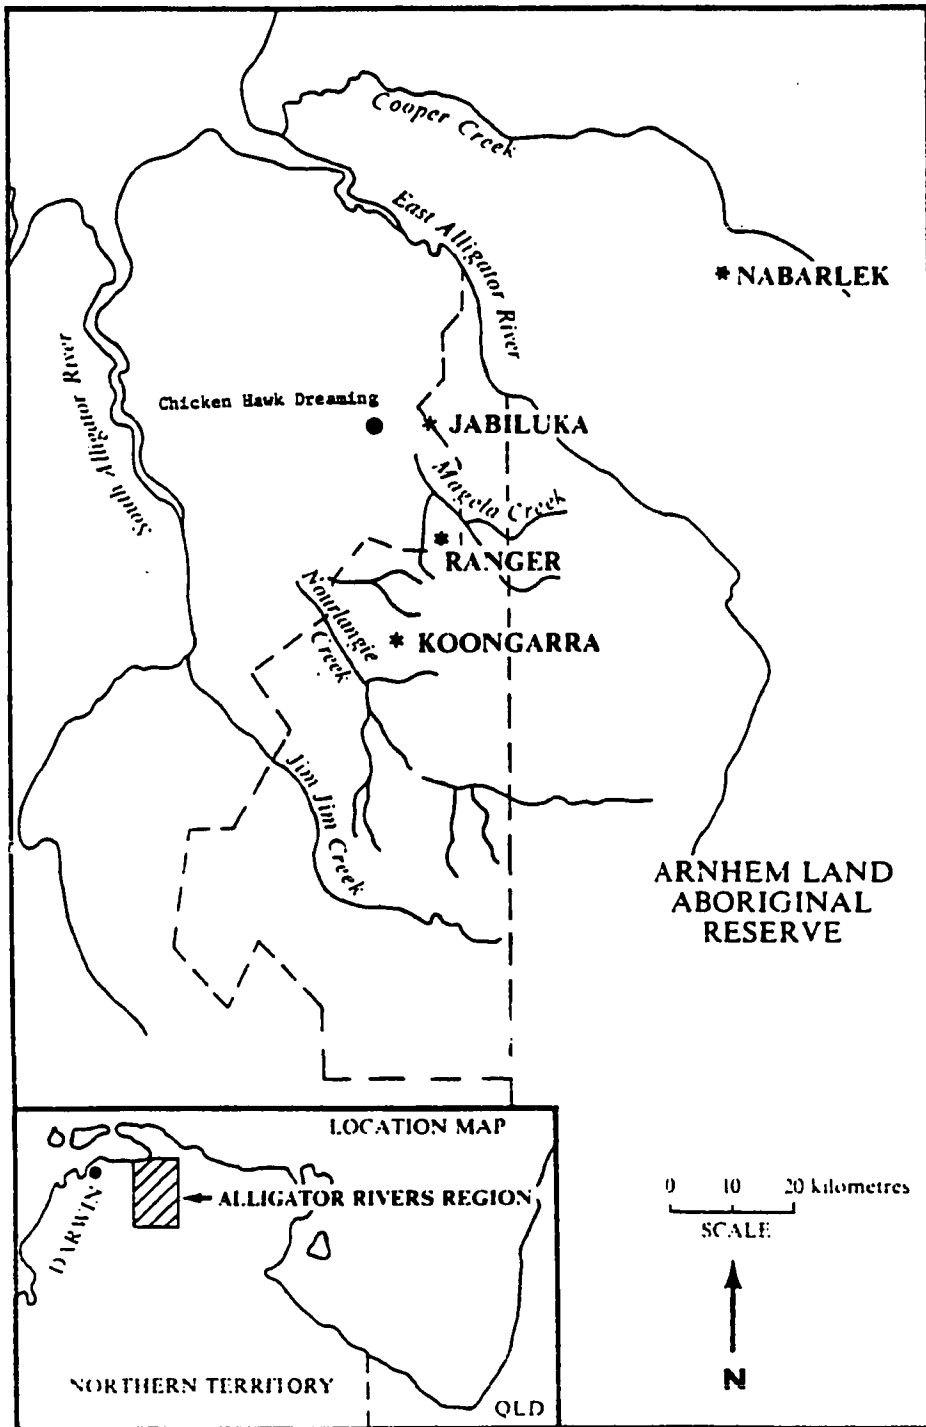 Cooper Creek
East Alligator River
* NABARLEK
South Alligator River
Chicken Hawk Dreaming
* JABILUKA
Magela Creek
* RANGER
Nourlangie Creek
* KOONGARRA
Jim Jim Creek
ARNHEM LAND
ABORIGINAL
RESERVE
LOCATION MAP
ALLIGATOR RIVERS REGION
DARWIN
NORTHERN TERRITORY
QLD
0 10 20 kilometres
SCALE
N